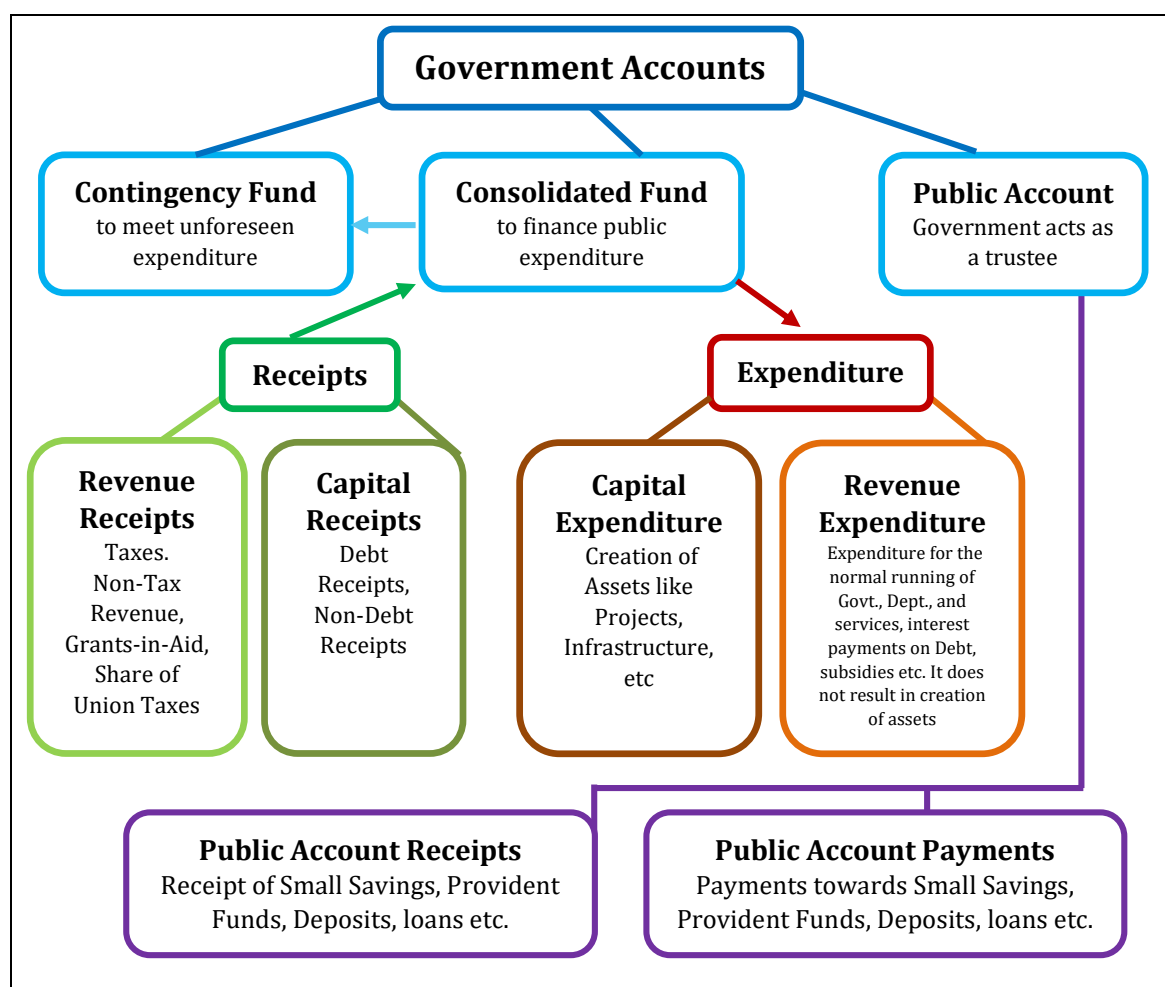 Government Accounts
Contingency Fund
to meet unforeseen
expenditure
Consolidated Fund
to finance public
expenditure
Public Account
Government acts as
a trustee
Receipts
Expenditure
Revenue
Receipts
Taxes.
Non-Tax
Revenue,
Grants-in-Aid,
Share of
Union Taxes
Capital
Receipts
Debt
Receipts,
Non-Debt
Receipts
Capital
Expenditure
Creation of
Assets like
Projects,
Infrastructure,
etc
Revenue
Expenditure
Expenditure for the
normal running of
Govt., Dept., and
services, interest
payments on Debt,
subsidies etc. It does
not result in creation
of assets
Public Account Receipts
Receipt of Small Savings, Provident
Funds, Deposits, loans etc.
Public Account Payments
Payments towards Small Savings,
Provident Funds, Deposits, loans etc.